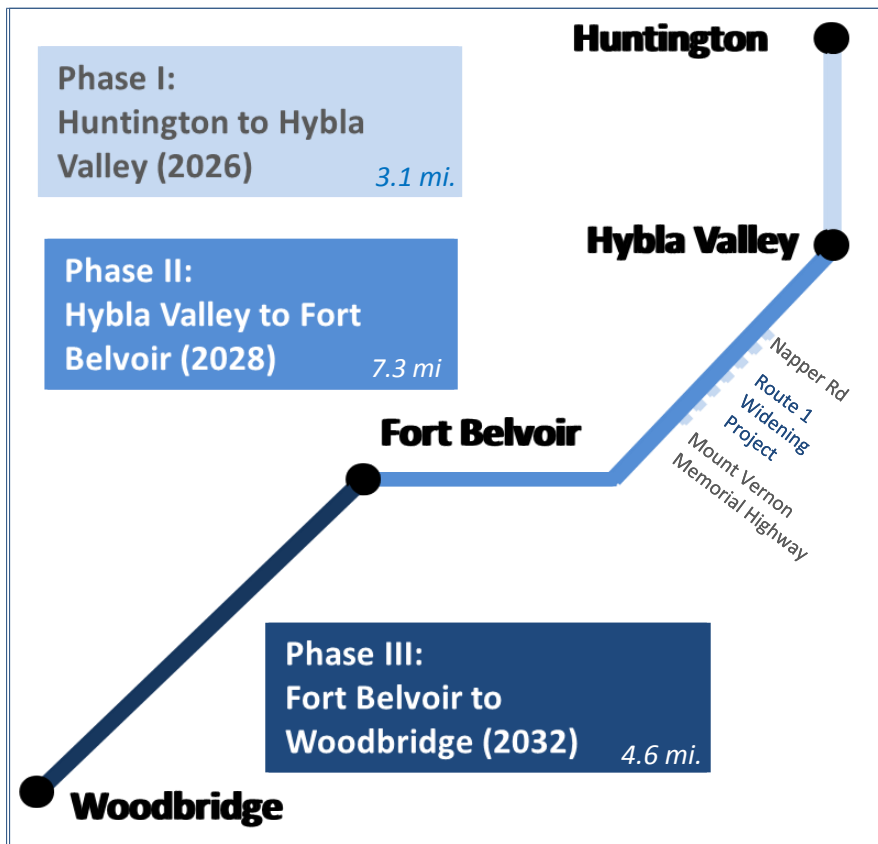 Huntington
Phase I:
Huntington to Hybla
Valley (2026)
3.1 mi.
Hybla Valley
Phase II:
Hybla Valley to Fort
Belvoir (2028)
7.3 mi
Napper Rd
Route 1
Widening
Project
Mount Vernon
Memorial Highway
Fort Belvoir
Phase III:
Fort Belvoir to
Woodbridge (2032)
4.6 mi.
Woodbridge